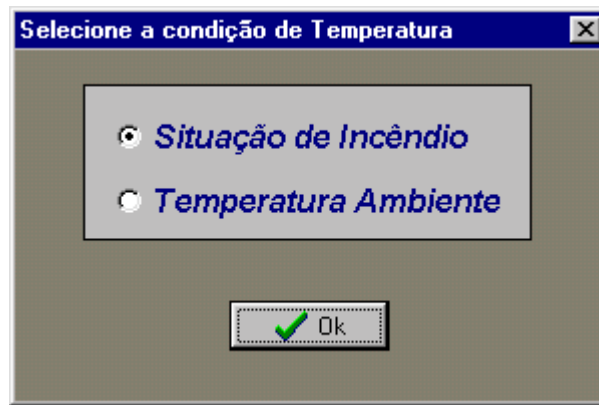 Selecione a condição de Temperatura
Situação de Incêndio
Temperatura Ambiente
Ok